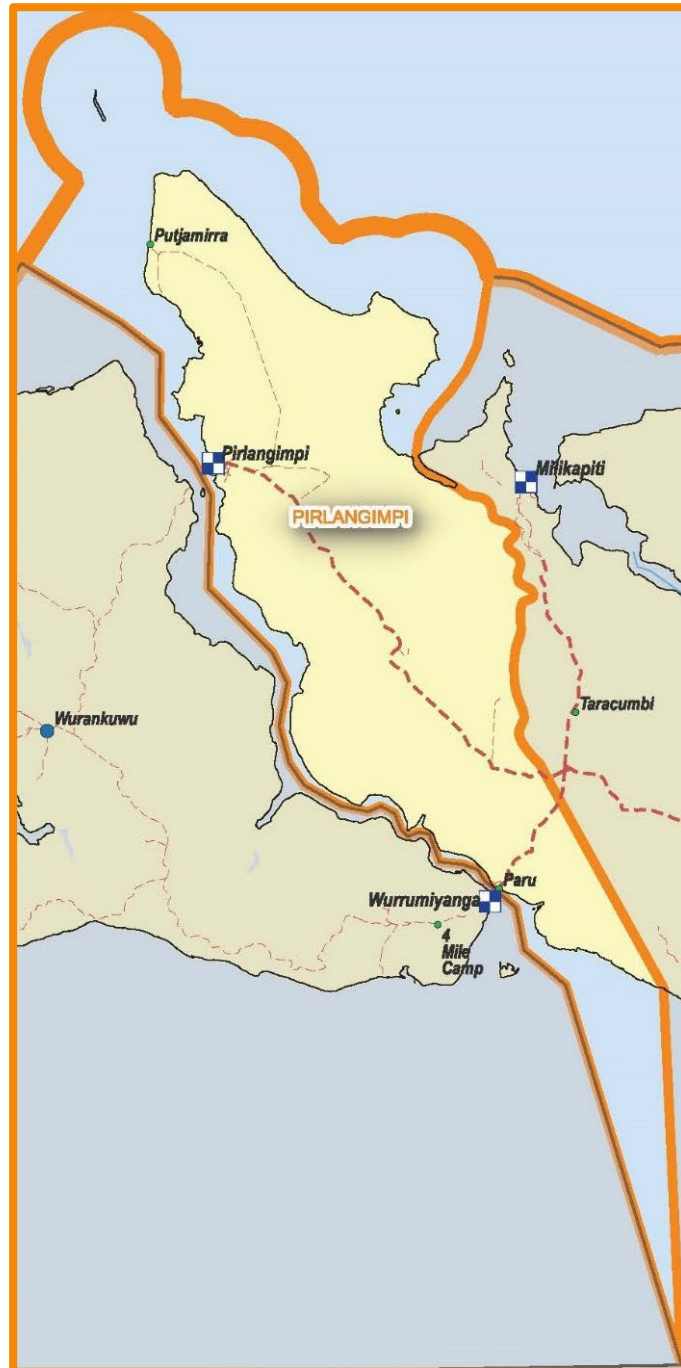 Putjamirra
Pirlangimpi
Milikapiti
PIRLANGIMPI
Taracumbi
Wurankuwu
Paru
Wurrumiyanga
4
Mile
Camp